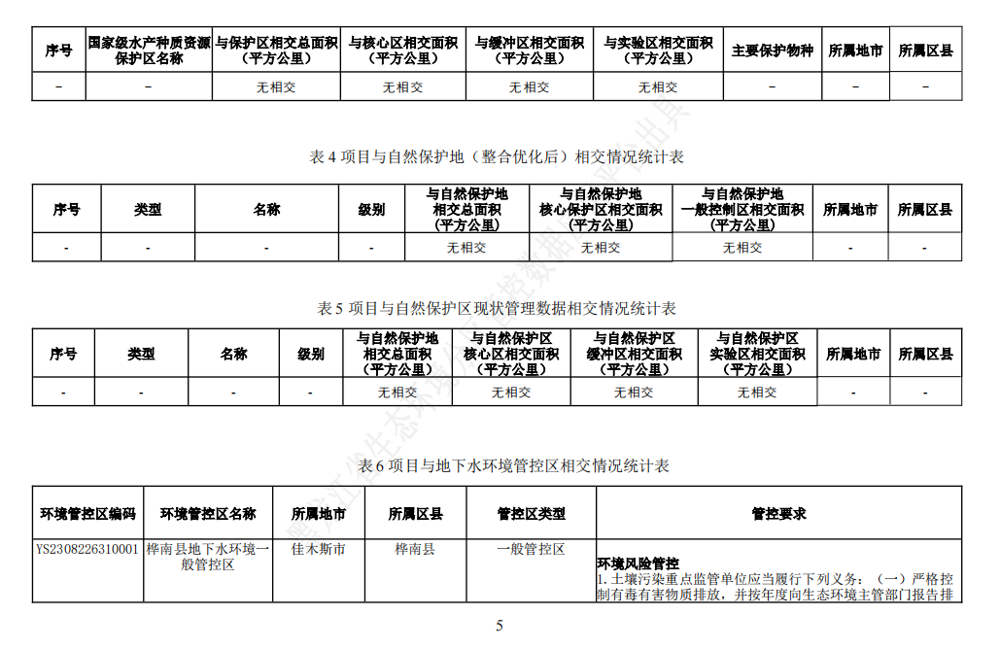 序号 国家级水产种质资源保护区名称 与保护区相交总面积（平方公里） 与核心区相交面积（平方公里） 与缓冲区相交面积（平方公里） 与实验区相交面积（平方公里） 主要保护物种 所属地市 所属区县
- - 无相交 无相交 无相交 无相交 - - -
表 4 项目与自然保护地（整合优化后）相交情况统计表
序号 类型 名称 级别 与自然保护地相交总面积(平方公里) 与自然保护地核心保护区相交面积(平方公里) 与自然保护地一般控制区相交面积(平方公里) 所属地市 所属区县
- - - - 无相交 无相交 无相交 - -
表 5 项目与自然保护区现状管理数据相交情况统计表
序号 类型 名称 级别 与自然保护地相交总面积（平方公里） 与自然保护区核心区相交面积（平方公里） 与自然保护区缓冲区相交面积（平方公里） 与自然保护区实验区相交面积（平方公里） 所属地市 所属区县
- - - - 无相交 无相交 无相交 无相交 - -
表 6 项目与地下水环境管控区相交情况统计表
环境管控区编码 环境管控区名称 所属地市 所属区县 管控区类型 管控要求
YS2308226310001 桦南县地下水环境一般管控区 佳木斯市 桦南县 一般管控区
环境风险管控
1.土壤污染重点监管单位应当履行下列义务：（一）严格控
制有毒有害物质排放，并按年度向生态环境主管部门报告排
5